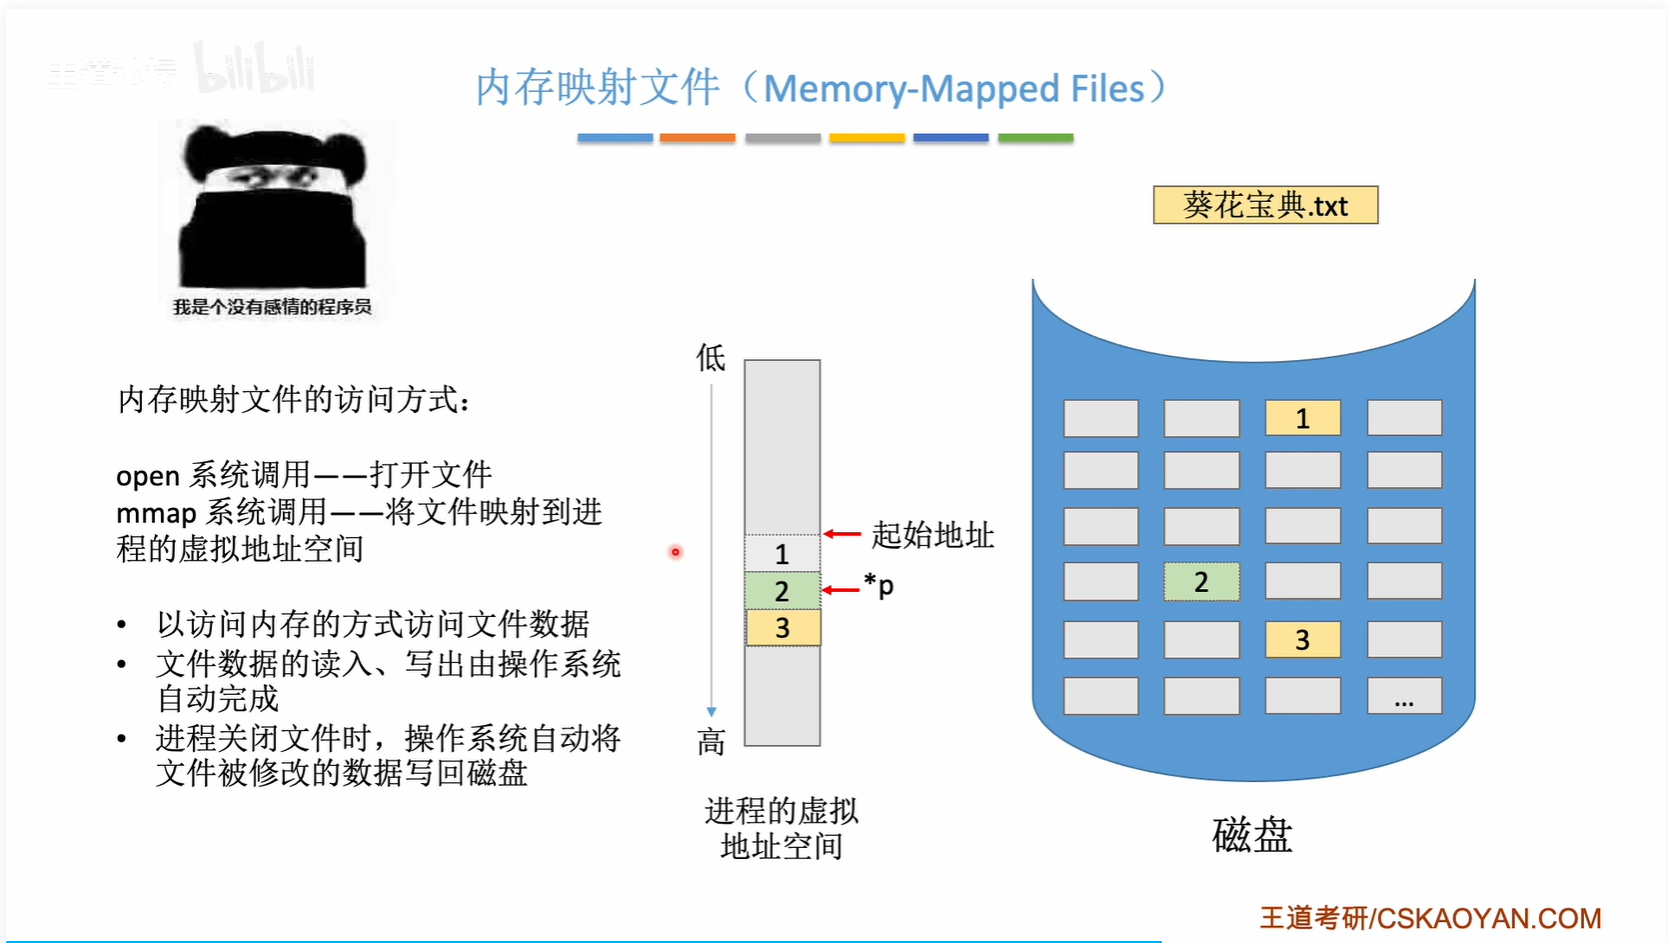 王道论坛 bilibili
内存映射文件（Memory-Mapped Files）
葵花宝典.txt
我是个没有感情的程序员
内存映射文件的访问方式：
open 系统调用——打开文件
mmap 系统调用——将文件映射到进
程的虚拟地址空间
• 以访问内存的方式访问文件数据
• 文件数据的读入、写出由操作系统
自动完成
• 进程关闭文件时，操作系统自动将
文件被修改的数据写回磁盘
低
起始地址
1
2
*p
3
高
进程的虚拟
地址空间
1
2
3
...
磁盘
王道考研/CSKAOYAN.COM